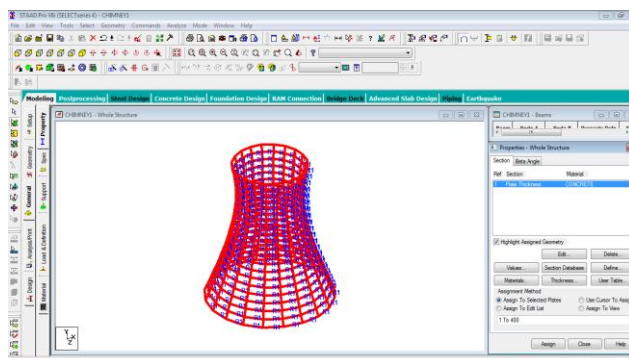 STAAD.Pro V8i (SELECTseries 4) - CHIMNEY1
File Edit View Tools Select Geometry Commands Analyze Mode Window Help
Modeling Postprocessing Steel Design Concrete Design Foundation Design RAM Connection Bridge Deck Advanced Slab Design Piping Earthquake
CHIMNEY1 - Whole Structure
CHIMNEY1 - Beams
Properties - Whole Structure
Section Beta Angle
Ref Section Material
1 Plate Thickness CONCRETE
Highlight Assigned Geometry
Edit... Delete...
Values... Section Database Define...
Materials... Thickness... User Table...
Assignment Method
Assign To Selected Plates Use Cursor To Assign
Assign To Edit List Assign To View
1 To 400
Assign Close Help
Setup
Geometry
General
Analysis/Print
Design
Property
Spec
Support
Load & Definition
Material
Y
X
Z